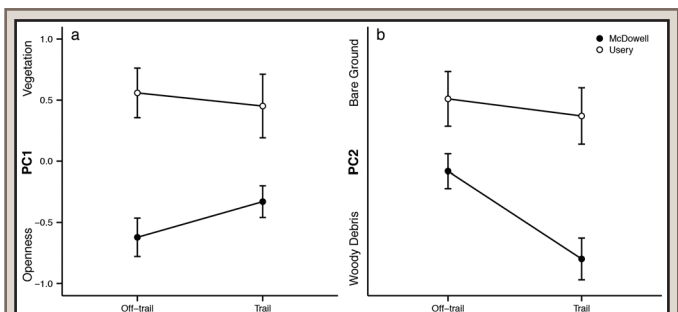 a
Vegetation
PC1
Openness
1.0
0.5
0.0
−0.5
−1.0
Off−trail
Trail
b
McDowell
Usery
Bare Ground
PC2
Woody Debris
Off−trail
Trail